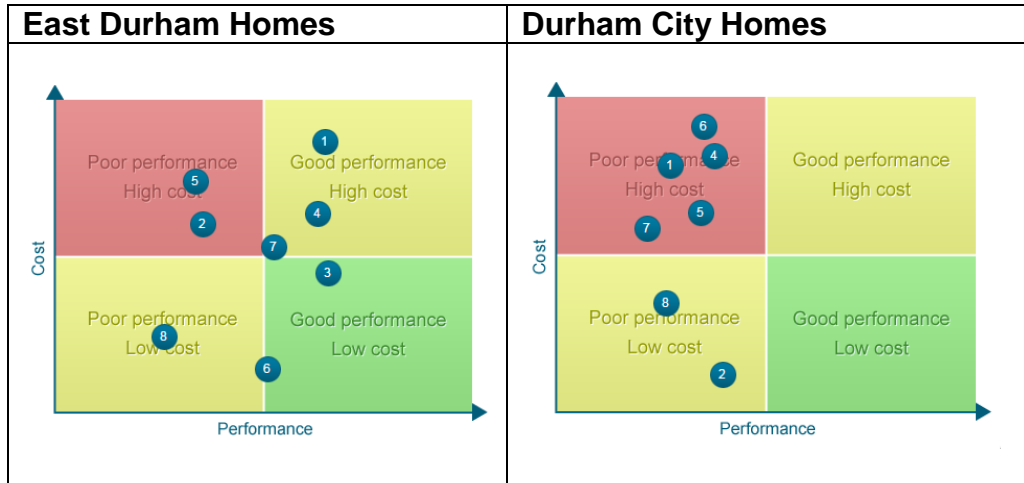 East Durham Homes
Durham City Homes
Cost
Poor performance
High cost
Good performance
High cost
Poor performance
Low cost
Good performance
Low cost
1
5
4
2
7
3
8
6
Performance
Cost
Poor performance
High cost
Good performance
High cost
Poor performance
Low cost
Good performance
Low cost
6
4
1
5
7
8
2
Performance